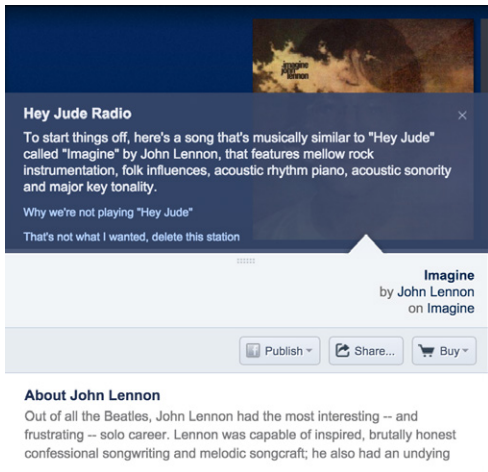 imagine
john
lennon
Hey Jude Radio
To start things off, here's a song that's musically similar to "Hey Jude"
called "Imagine" by John Lennon, that features mellow rock
instrumentation, folk influences, acoustic rhythm piano, acoustic sonority
and major key tonality.
Why we're not playing "Hey Jude"
That's not what I wanted, delete this station
Imagine
by John Lennon
on Imagine
Publish
Share...
Buy
About John Lennon
Out of all the Beatles, John Lennon had the most interesting -- and
frustrating -- solo career. Lennon was capable of inspired, brutally honest
confessional songwriting and melodic songcraft; he also had an undying